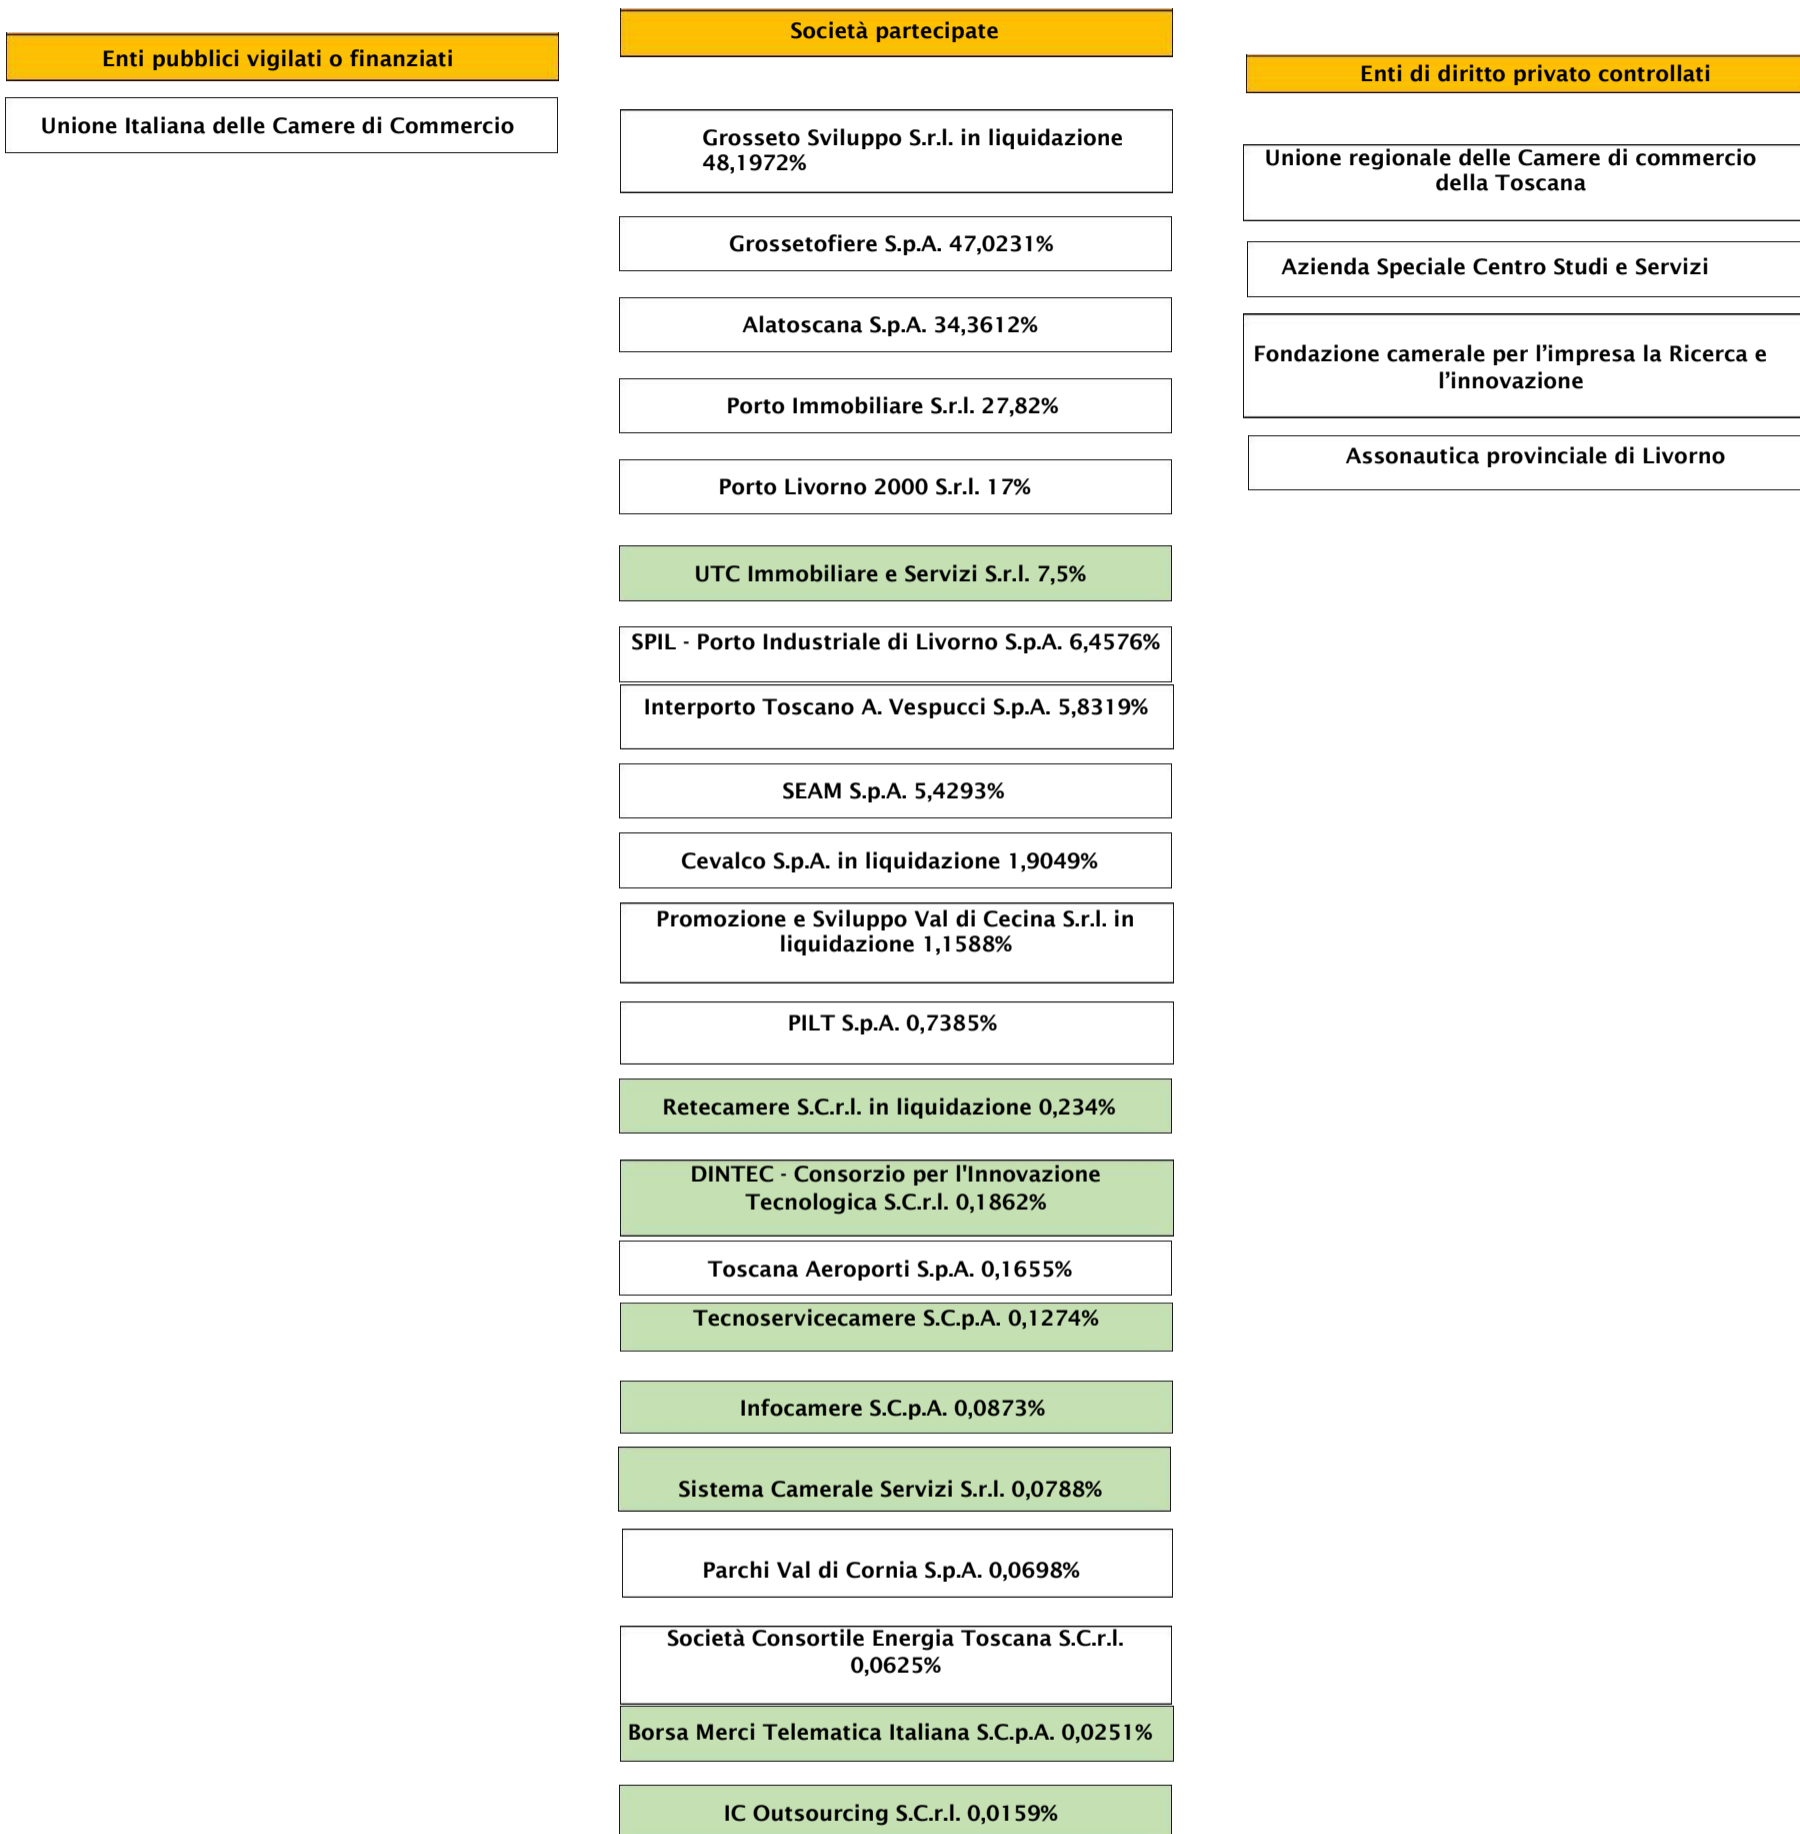 Enti pubblici vigilati o finanziati
Unione Italiana delle Camere di Commercio
Società partecipate
Grosseto Sviluppo S.r.l. in liquidazione
48,1972%
Grossetofiere S.p.A. 47,0231%
Alatoscana S.p.A. 34,3612%
Porto Immobiliare S.r.l. 27,82%
Porto Livorno 2000 S.r.l. 17%
UTC Immobiliare e Servizi S.r.l. 7,5%
SPIL - Porto Industriale di Livorno S.p.A. 6,4576%
Interporto Toscano A. Vespucci S.p.A. 5,8319%
SEAM S.p.A. 5,4293%
Cevalco S.p.A. in liquidazione 1,9049%
Promozione e Sviluppo Val di Cecina S.r.l. in
liquidazione 1,1588%
PILT S.p.A. 0,7385%
Retecamere S.C.r.l. in liquidazione 0,234%
DINTEC - Consorzio per l'Innovazione
Tecnologica S.C.r.l. 0,1862%
Toscana Aeroporti S.p.A. 0,1655%
Tecnoservicecamere S.C.p.A. 0,1274%
Infocamere S.C.p.A. 0,0873%
Sistema Camerale Servizi S.r.l. 0,0788%
Parchi Val di Cornia S.p.A. 0,0698%
Società Consortile Energia Toscana S.C.r.l.
0,0625%
Borsa Merci Telematica Italiana S.C.p.A. 0,0251%
IC Outsourcing S.C.r.l. 0,0159%
Enti di diritto privato controllati
Unione regionale delle Camere di commercio
della Toscana
Azienda Speciale Centro Studi e Servizi
Fondazione camerale per l’impresa la Ricerca e
l’innovazione
Assonautica provinciale di Livorno